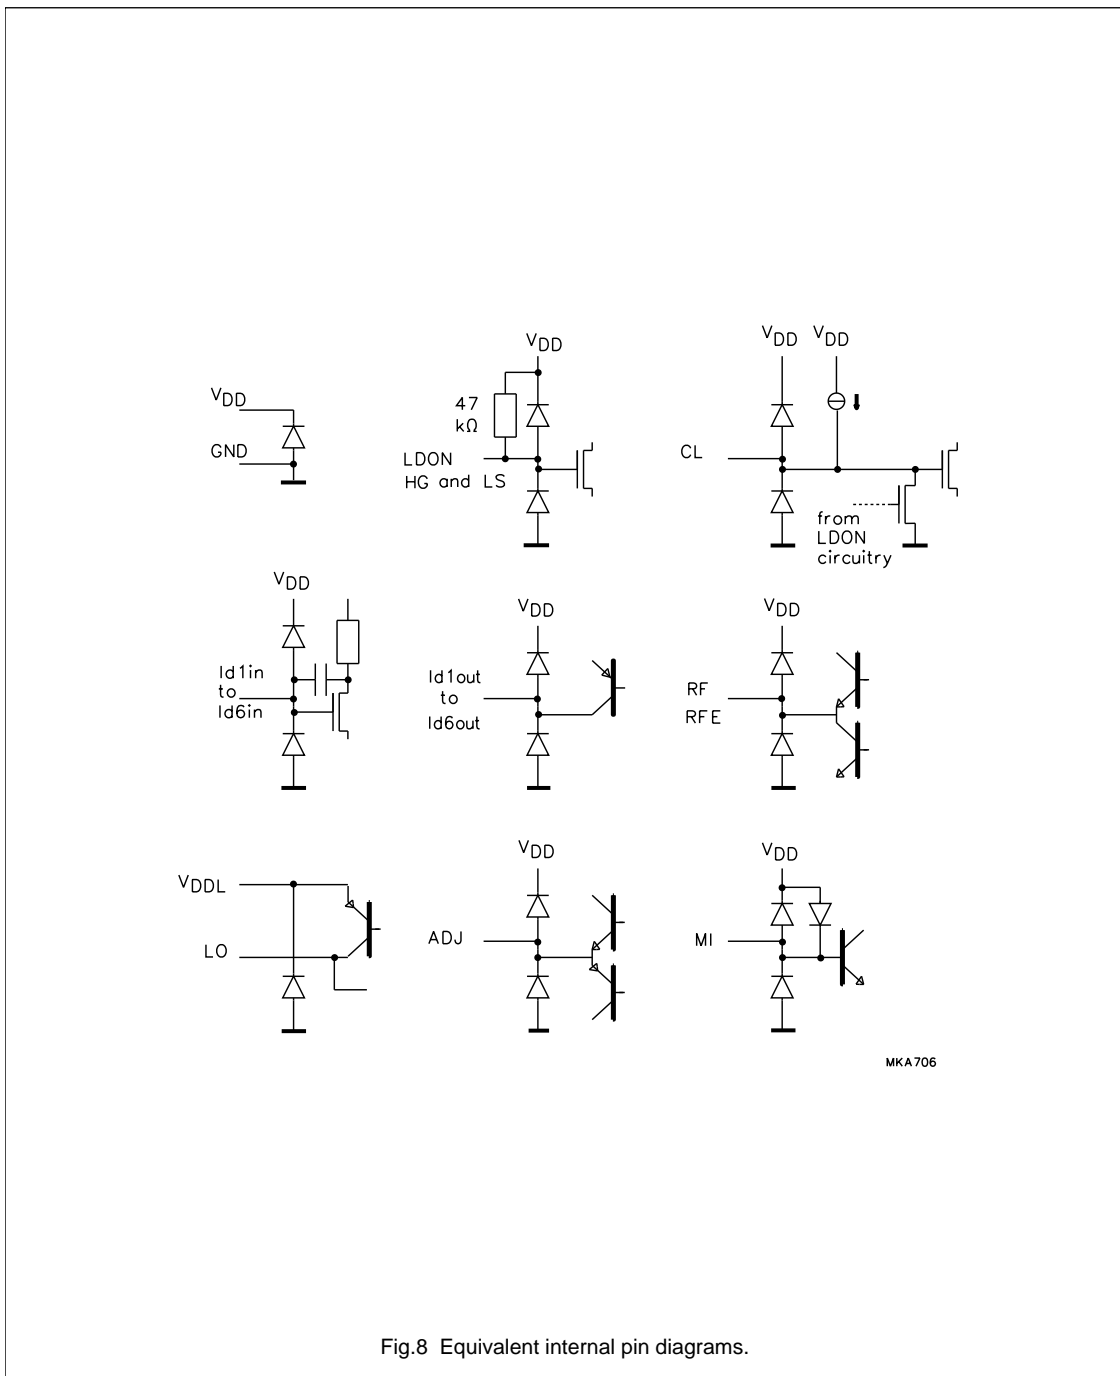 VDD
GND
VDD
47
kΩ
LDON
HG and LS
VDD VDD
CL
from
LDON
circuitry
VDD
Id1in
to
Id6in
VDD
Id1out
to
Id6out
VDD
RF
RFE
VDDL
LO
VDD
ADJ
VDD
MI
MKA706
Fig.8 Equivalent internal pin diagrams.